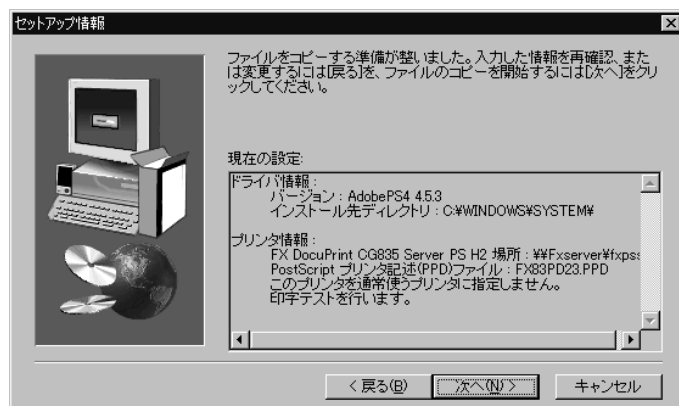 セットアップ情報
ファイルをコピーする準備が整いました。入力した情報を再確認、また
は変更するには[戻る]を、ファイルのコピーを開始するには[次へ]をクリ
ックしてください。
現在の設定:
ドライバ情報:
バージョン : AdobePS4 4.5.3
インストール先ディレクトリ : C:¥WINDOWS¥SYSTEM¥
プリンタ情報:
FX DocuPrint CG835 Server PS H2 場所 : ¥¥Fxserver¥fxps
PostScript プリンタ記述(PPD)ファイル : FX83PD23.PPD
このプリンタを通常使うプリンタに指定しません。
印字テストを行います。
< 戻る(B)
次へ(N) >
キャンセル